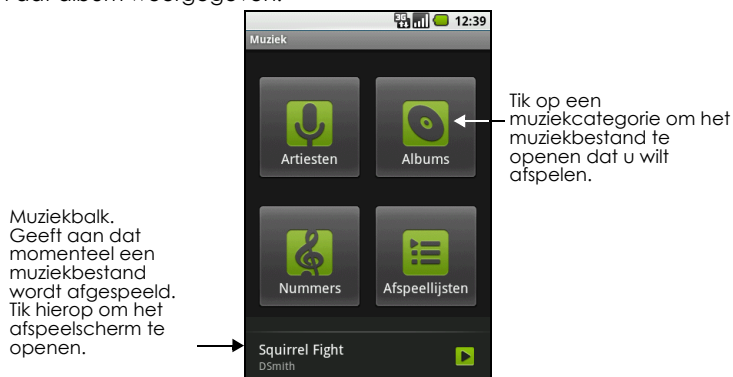 album weergegeven.
12:39
Muziek
Artiesten
Albums
Tik op een
muziekcategorie om het
muziekbestand te
openen dat u wilt
afspelen.
Muziekbalk.
Geeft aan dat
momenteel een
muziekbestand
wordt afgespeeld.
Tik hierop om het
afspeelscherm te
openen.
Nummers
Afspeellijsten
Squirrel Fight
DSmith